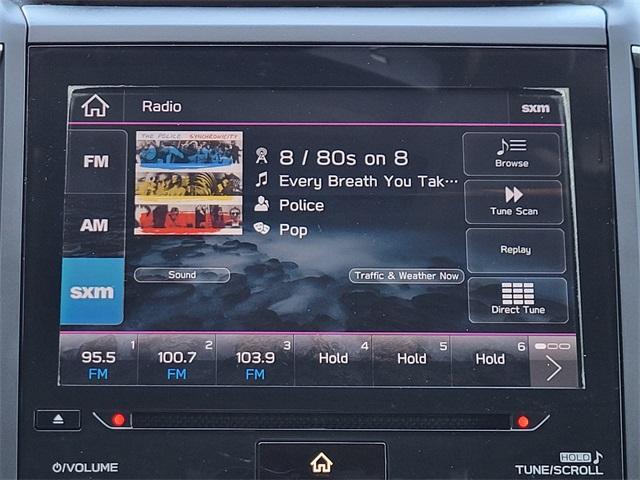 Radio
sxm
FM
AM
sxm
THE POLICE SYNCHRONICITY
8 / 80s on 8
Every Breath You Tak···
Police
Pop
Browse
Tune Scan
Replay
Direct Tune
Sound
Traffic & Weather Now
1 2 3 4 5 6
95.5 100.7 103.9 Hold Hold Hold
FM FM FM
HOLD
/VOLUME
TUNE/SCROLL